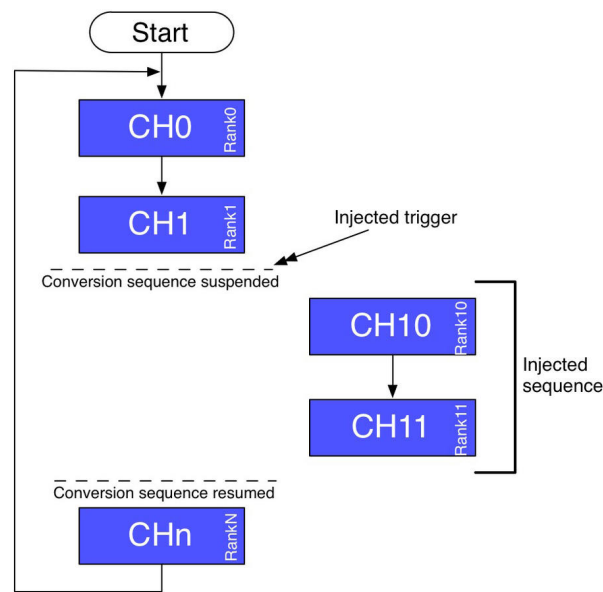 Start
CH0
Rank0
CH1
Rank1
Injected trigger
Conversion sequence suspended
CH10
Rank10
Injected
sequence
CH11
Rank11
Conversion sequence resumed
CHn
RankN